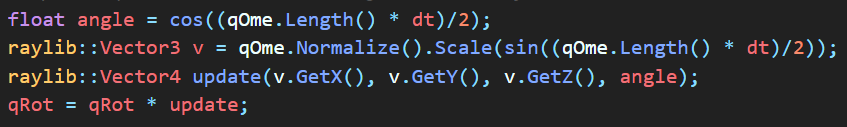 float angle = cos((qOme.Length() * dt)/2);
raylib::Vector3 v = qOme.Normalize().Scale(sin((qOme.Length() * dt)/2));
raylib::Vector4 update(v.GetX(), v.GetY(), v.GetZ(), angle);
qRot = qRot * update;